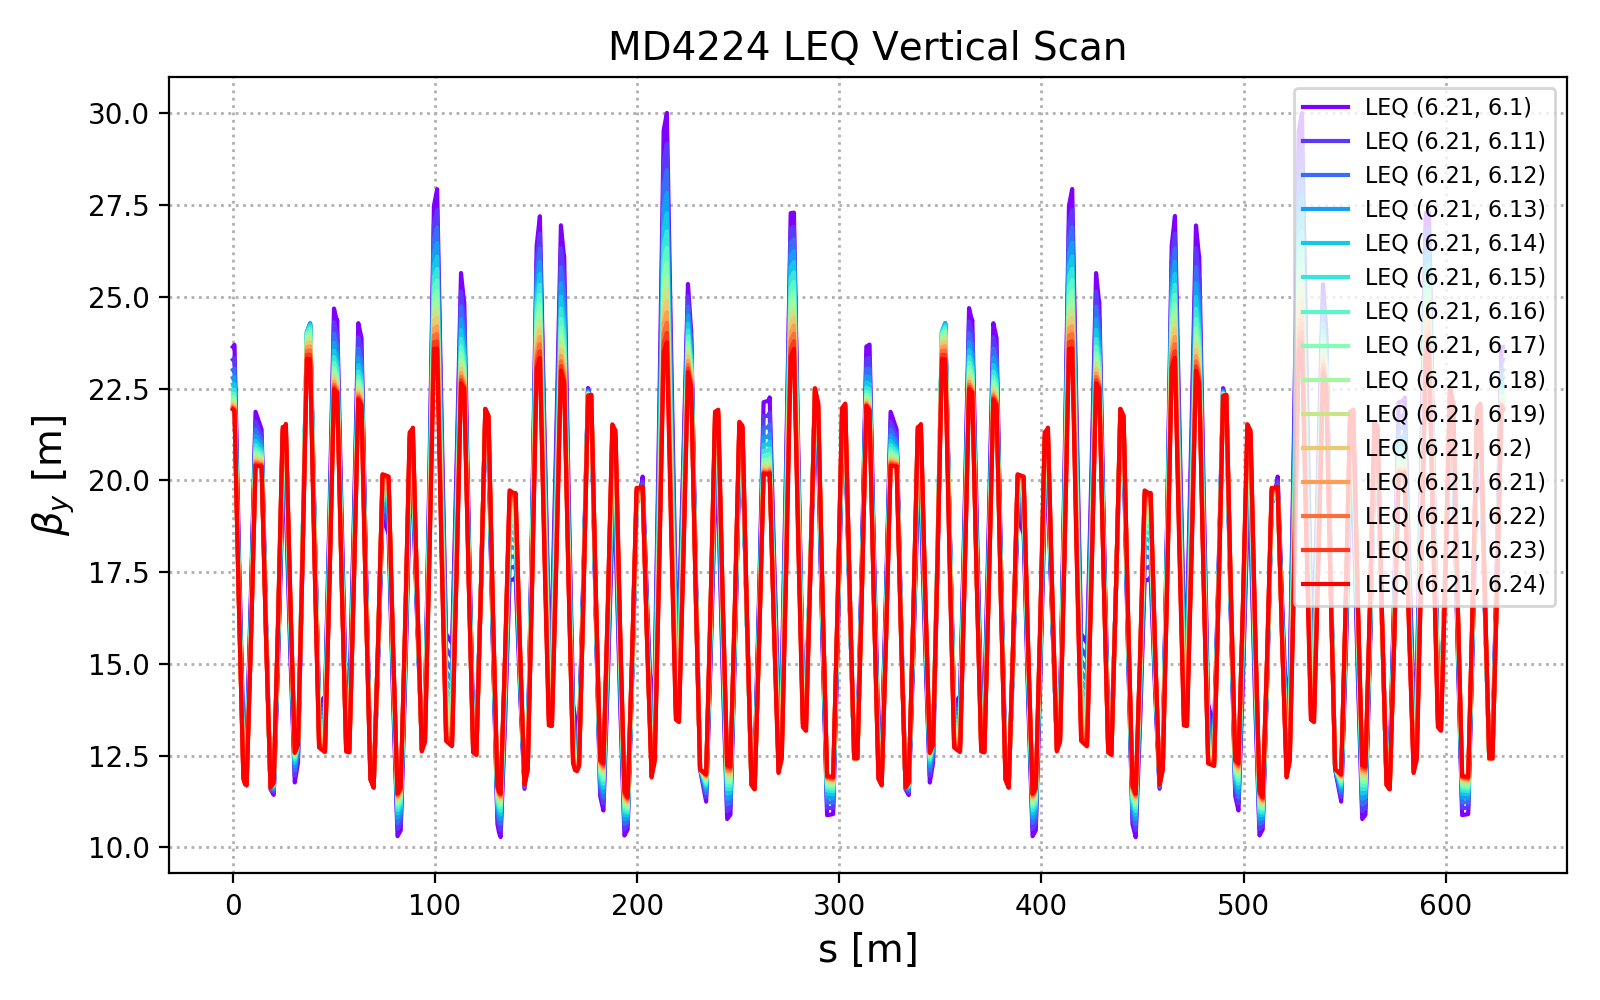 MD4224 LEQ Vertical Scan
30.0
27.5
25.0
22.5
20.0
17.5
15.0
12.5
10.0
βy [m]
LEQ (6.21, 6.1)
LEQ (6.21, 6.11)
LEQ (6.21, 6.12)
LEQ (6.21, 6.13)
LEQ (6.21, 6.14)
LEQ (6.21, 6.15)
LEQ (6.21, 6.16)
LEQ (6.21, 6.17)
LEQ (6.21, 6.18)
LEQ (6.21, 6.19)
LEQ (6.21, 6.2)
LEQ (6.21, 6.21)
LEQ (6.21, 6.22)
LEQ (6.21, 6.23)
LEQ (6.21, 6.24)
0 100 200 300 400 500 600
s [m]